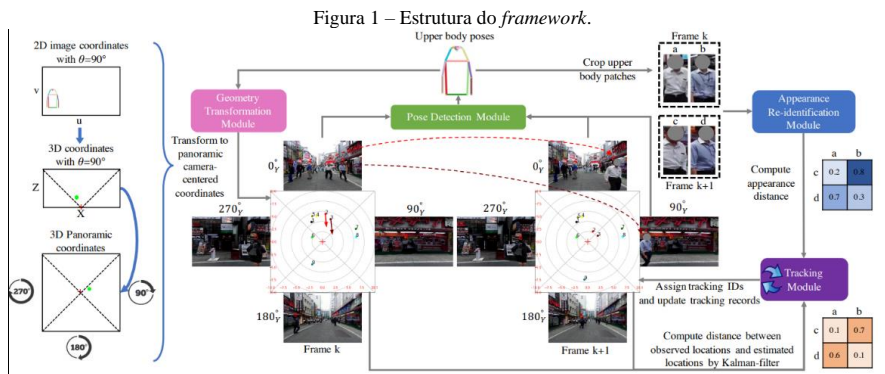 Figura 1 – Estrutura do framework.
2D image coordinates
with θ=90°
v
u
3D coordinates
with θ=90°
Z
X
3D Panoramic
coordinates
270°
90°
180°
Geometry
Transformation
Module
Transform to
panoramic
camera-
centered
coordinates
Upper body poses
Pose Detection Module
Crop upper
body patches
Frame k
a b
c d
Frame k+1
Appearance
Re-identification
Module
Compute
appearance
distance
a b
c 0.2 0.8
d 0.7 0.3
0°Y
270°Y
90°Y
180°Y
Frame k
0°Y
270°Y
90°Y
180°Y
Frame k+1
Assign tracking IDs
and update tracking records
Tracking
Module
Compute distance between
observed locations and estimated
locations by Kalman-filter
a b
c 0.1 0.7
d 0.6 0.1